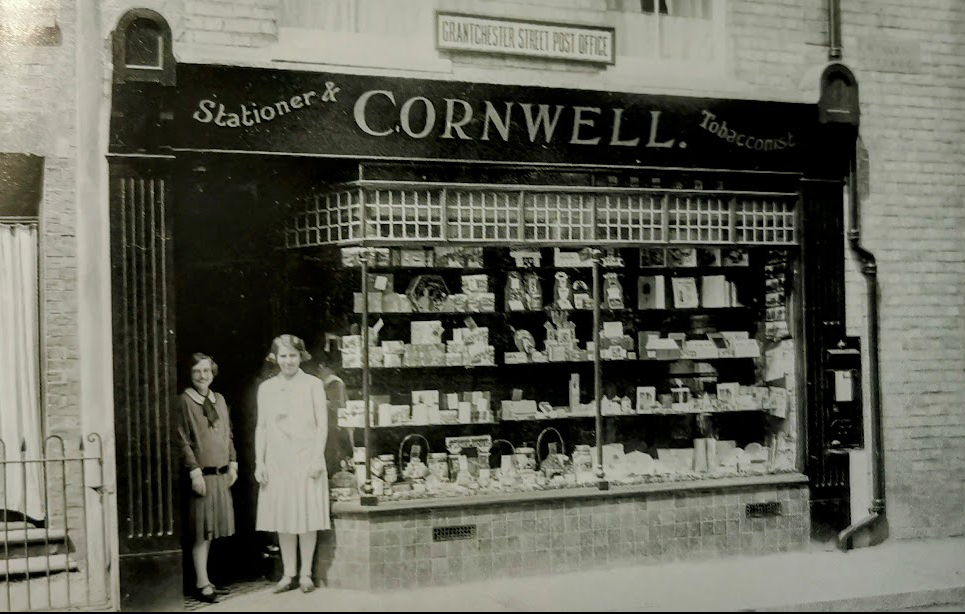 GRANTCHESTER STREET POST OFFICE
Stationer & CORNWELL. Tobacconist